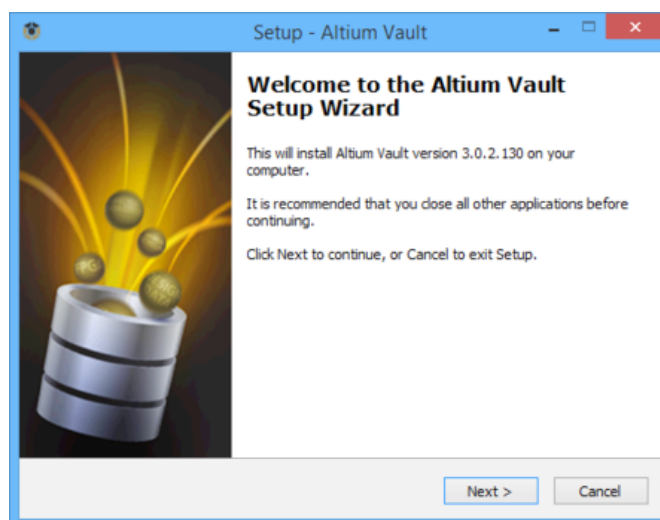 Setup - Altium Vault
Welcome to the Altium Vault
Setup Wizard
This will install Altium Vault version 3.0.2.130 on your
computer.
It is recommended that you close all other applications before
continuing.
Click Next to continue, or Cancel to exit Setup.
Next >
Cancel